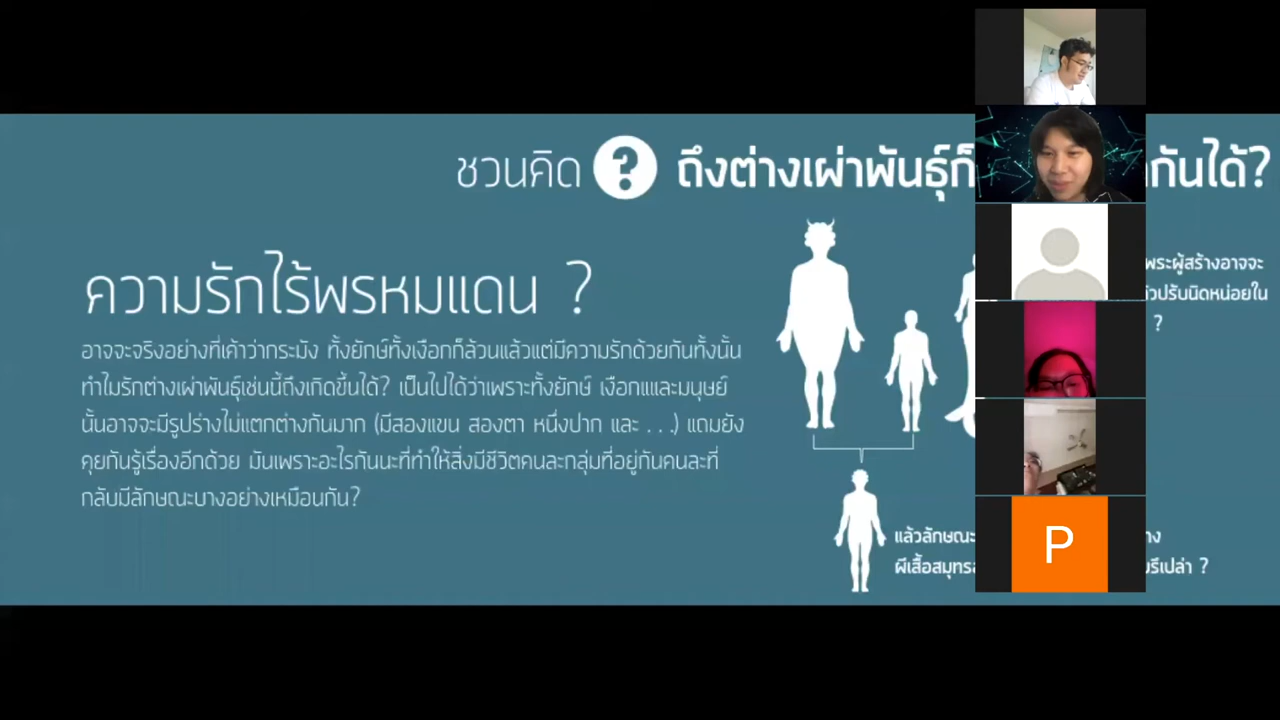 ชวนคิด ? ถึงต่างเผ่าพันธุ์ก็ กันได้?
ความรักไร้พรหมแดน ?
อาจจะจริงอย่างที่เค้าว่ากระมัง ทั้งยักษ์ทั้งเงือกก็ล้วนแล้วแต่มีความรักด้วยกันทั้งนั้น
ทำไมรักต่างเผ่าพันธุ์เช่นนี้ถึงเกิดขึ้นได้? เป็นไปได้ว่าเพราะทั้งยักษ์ เงือกแและมนุษย์
นั้นอาจจะมีรูปร่างไม่แตกต่างกันมาก (มีสองแขน สองตา หนึ่งปาก และ . . .) แถมยัง
คุยกันรู้เรื่องอีกด้วย มันเพราะอะไรกันนะที่ทำให้สิ่งมีชีวิตคนละกลุ่มที่อยู่กันคนละที่
กลับมีลักษณะบางอย่างเหมือนกัน?
พระผู้สร้างอาจจะ
ปรับนิดหน่อยใน
?
แล้วลักษณะ
ผีเสื้อสมุทร รึเปล่า ?
P